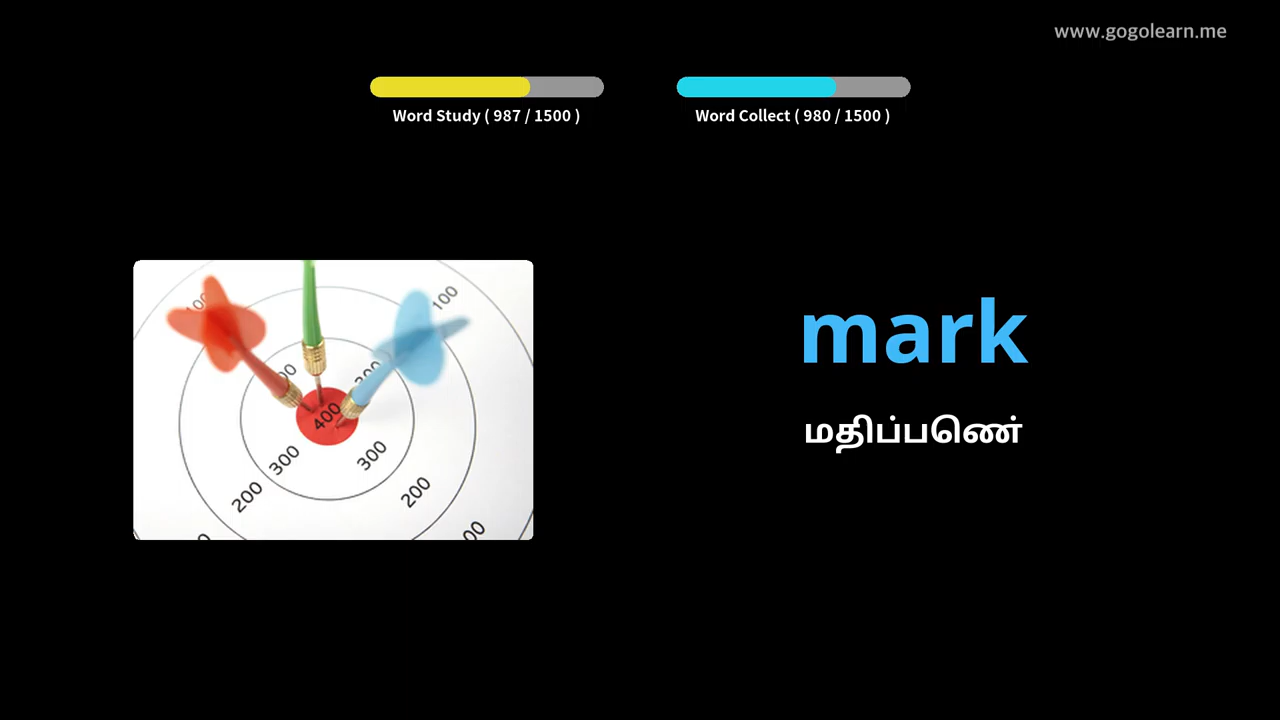 www.gogolearn.me
Word Study ( 987 / 1500 )
Word Collect ( 980 / 1500 )
mark
மதிப்பெண்
100
100
400
300
300
200
200